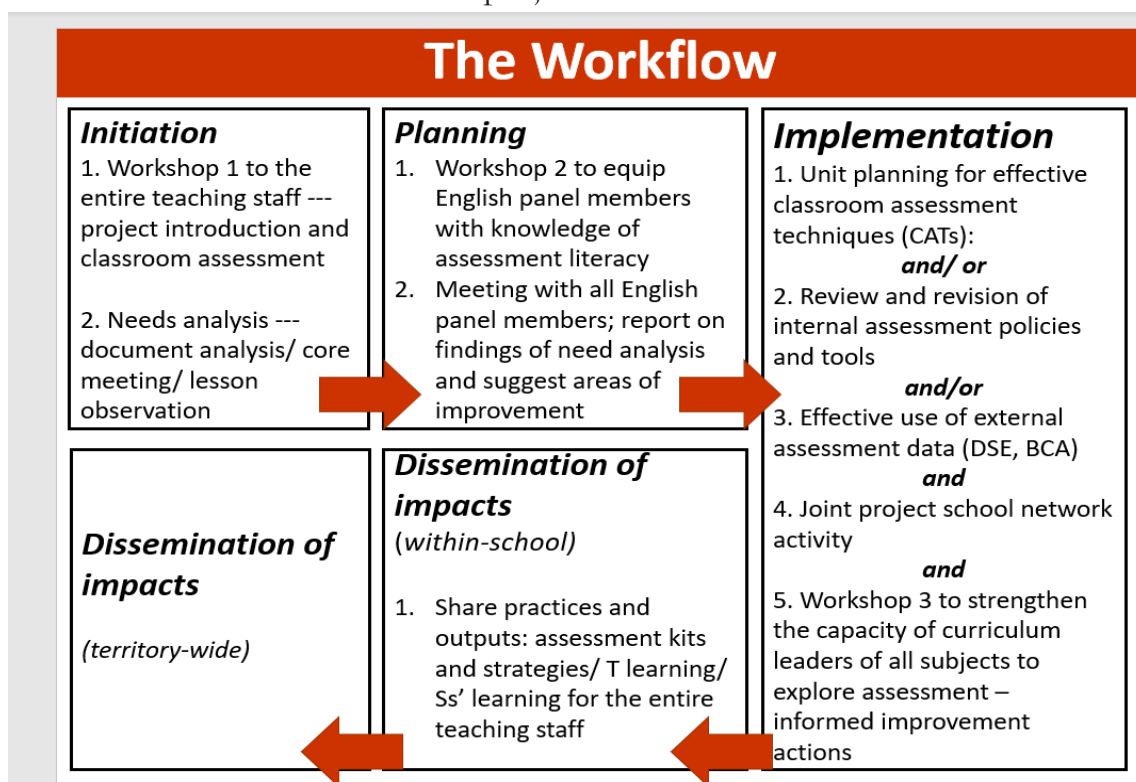 The Workflow
Initiation
1. Workshop 1 to the
entire teaching staff ---
project introduction and
classroom assessment
2. Needs analysis ---
document analysis/ core
meeting/ lesson
observation
Planning
1. Workshop 2 to equip
English panel members
with knowledge of
assessment literacy
2. Meeting with all English
panel members; report on
findings of need analysis
and suggest areas of
improvement
Implementation
1. Unit planning for effective
classroom assessment
techniques (CATs):
and/ or
2. Review and revision of
internal assessment policies
and tools
and/or
3. Effective use of external
assessment data (DSE, BCA)
and
4. Joint project school network
activity
and
5. Workshop 3 to strengthen
the capacity of curriculum
leaders of all subjects to
explore assessment –
informed improvement
actions
Dissemination of
impacts
(within-school)
1. Share practices and
outputs: assessment kits
and strategies/ T learning/
Ss’ learning for the entire
teaching staff
Dissemination of
impacts
(territory-wide)